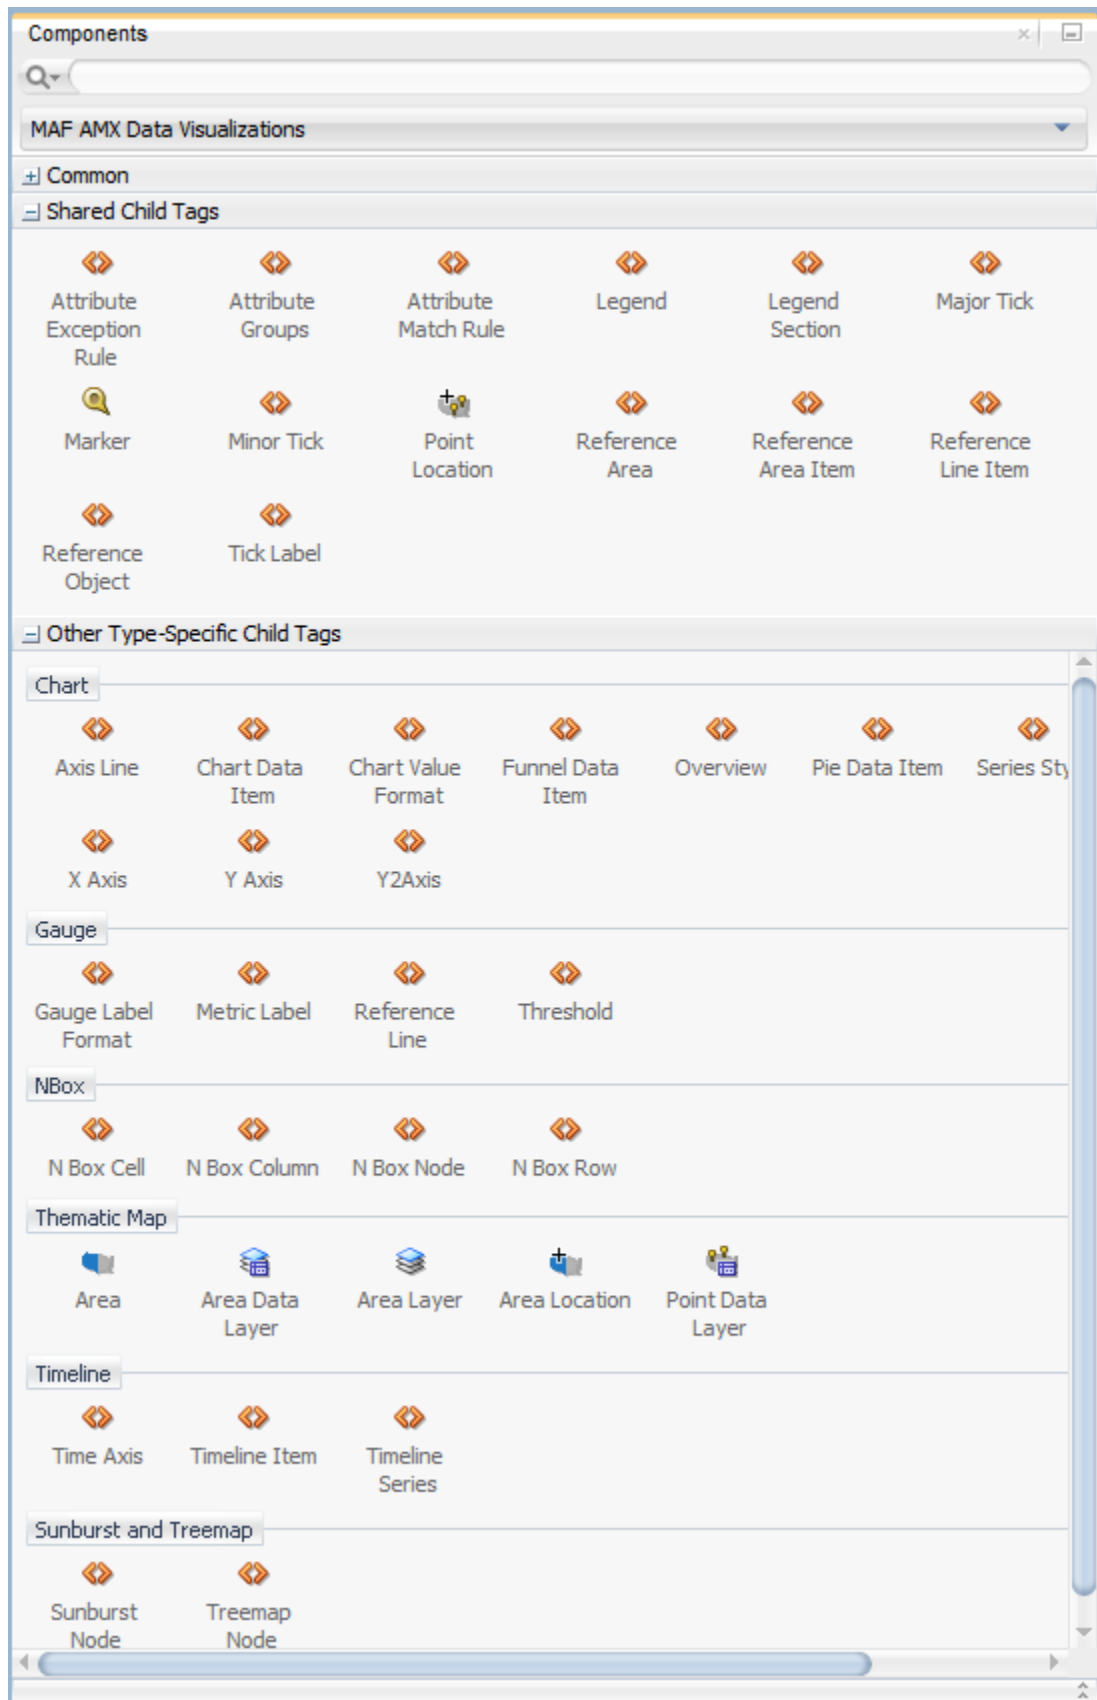 Components
MAF AMX Data Visualizations
Common
Shared Child Tags
Attribute Attribute Attribute Legend Legend Major Tick
Exception Groups Match Rule Section
Rule
Marker Minor Tick Point Reference Reference Reference
Location Area Area Item Line Item
Reference Tick Label
Object
Other Type-Specific Child Tags
Chart
Axis Line Chart Data Chart Value Funnel Data Overview Pie Data Item Series Sty
Item Format Item
X Axis Y Axis Y2Axis
Gauge
Gauge Label Metric Label Reference Threshold
Format Line
NBox
N Box Cell N Box Column N Box Node N Box Row
Thematic Map
Area Area Data Area Layer Area Location Point Data
Layer Layer
Timeline
Time Axis Timeline Item Timeline
Series
Sunburst and Treemap
Sunburst Treemap
Node Node